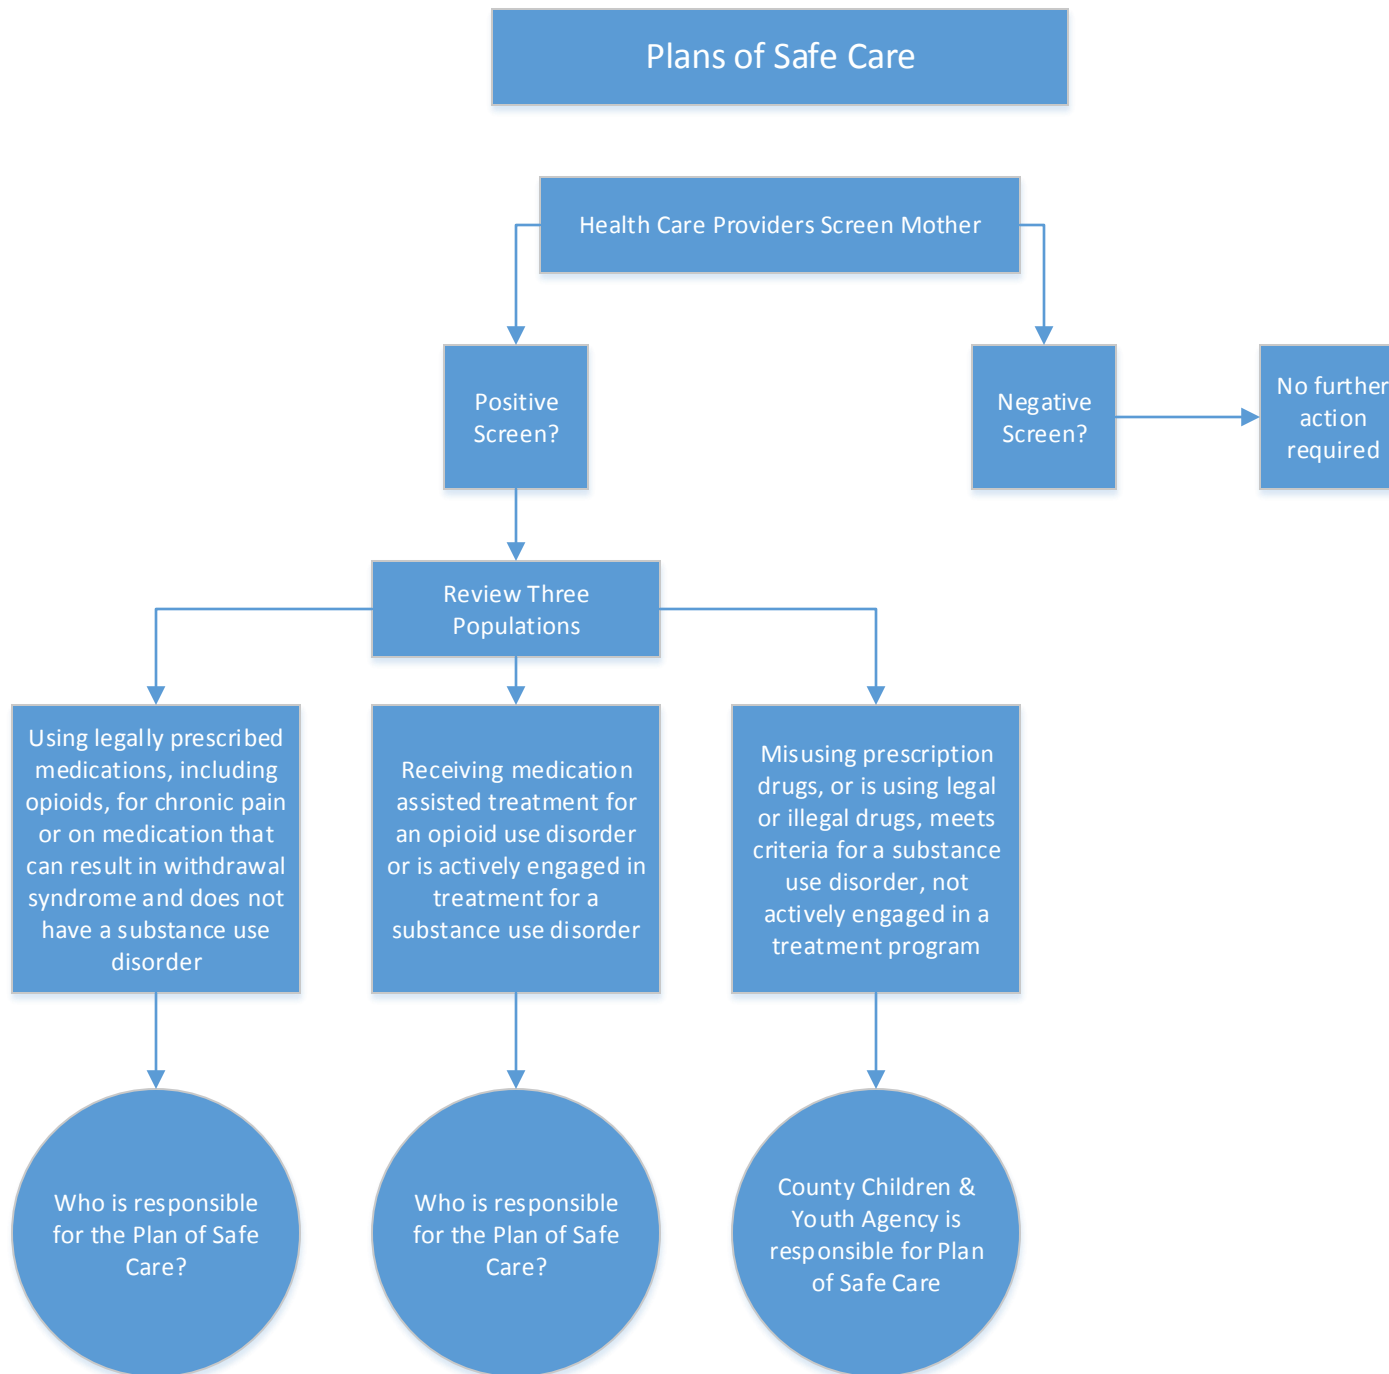 Plans of Safe Care
Health Care Providers Screen Mother
Positive
Screen?
Negative
Screen?
No further
action
required
Review Three
Populations
Using legally prescribed
medications, including
opioids, for chronic pain
or on medication that
can result in withdrawal
syndrome and does not
have a substance use
disorder
Receiving medication
assisted treatment for
an opioid use disorder
or is actively engaged in
treatment for a
substance use disorder
Misusing prescription
drugs, or is using legal
or illegal drugs, meets
criteria for a substance
use disorder, not
actively engaged in a
treatment program
Who is responsible
for the Plan of Safe
Care?
Who is responsible
for the Plan of Safe
Care?
County Children &
Youth Agency is
responsible for Plan
of Safe Care